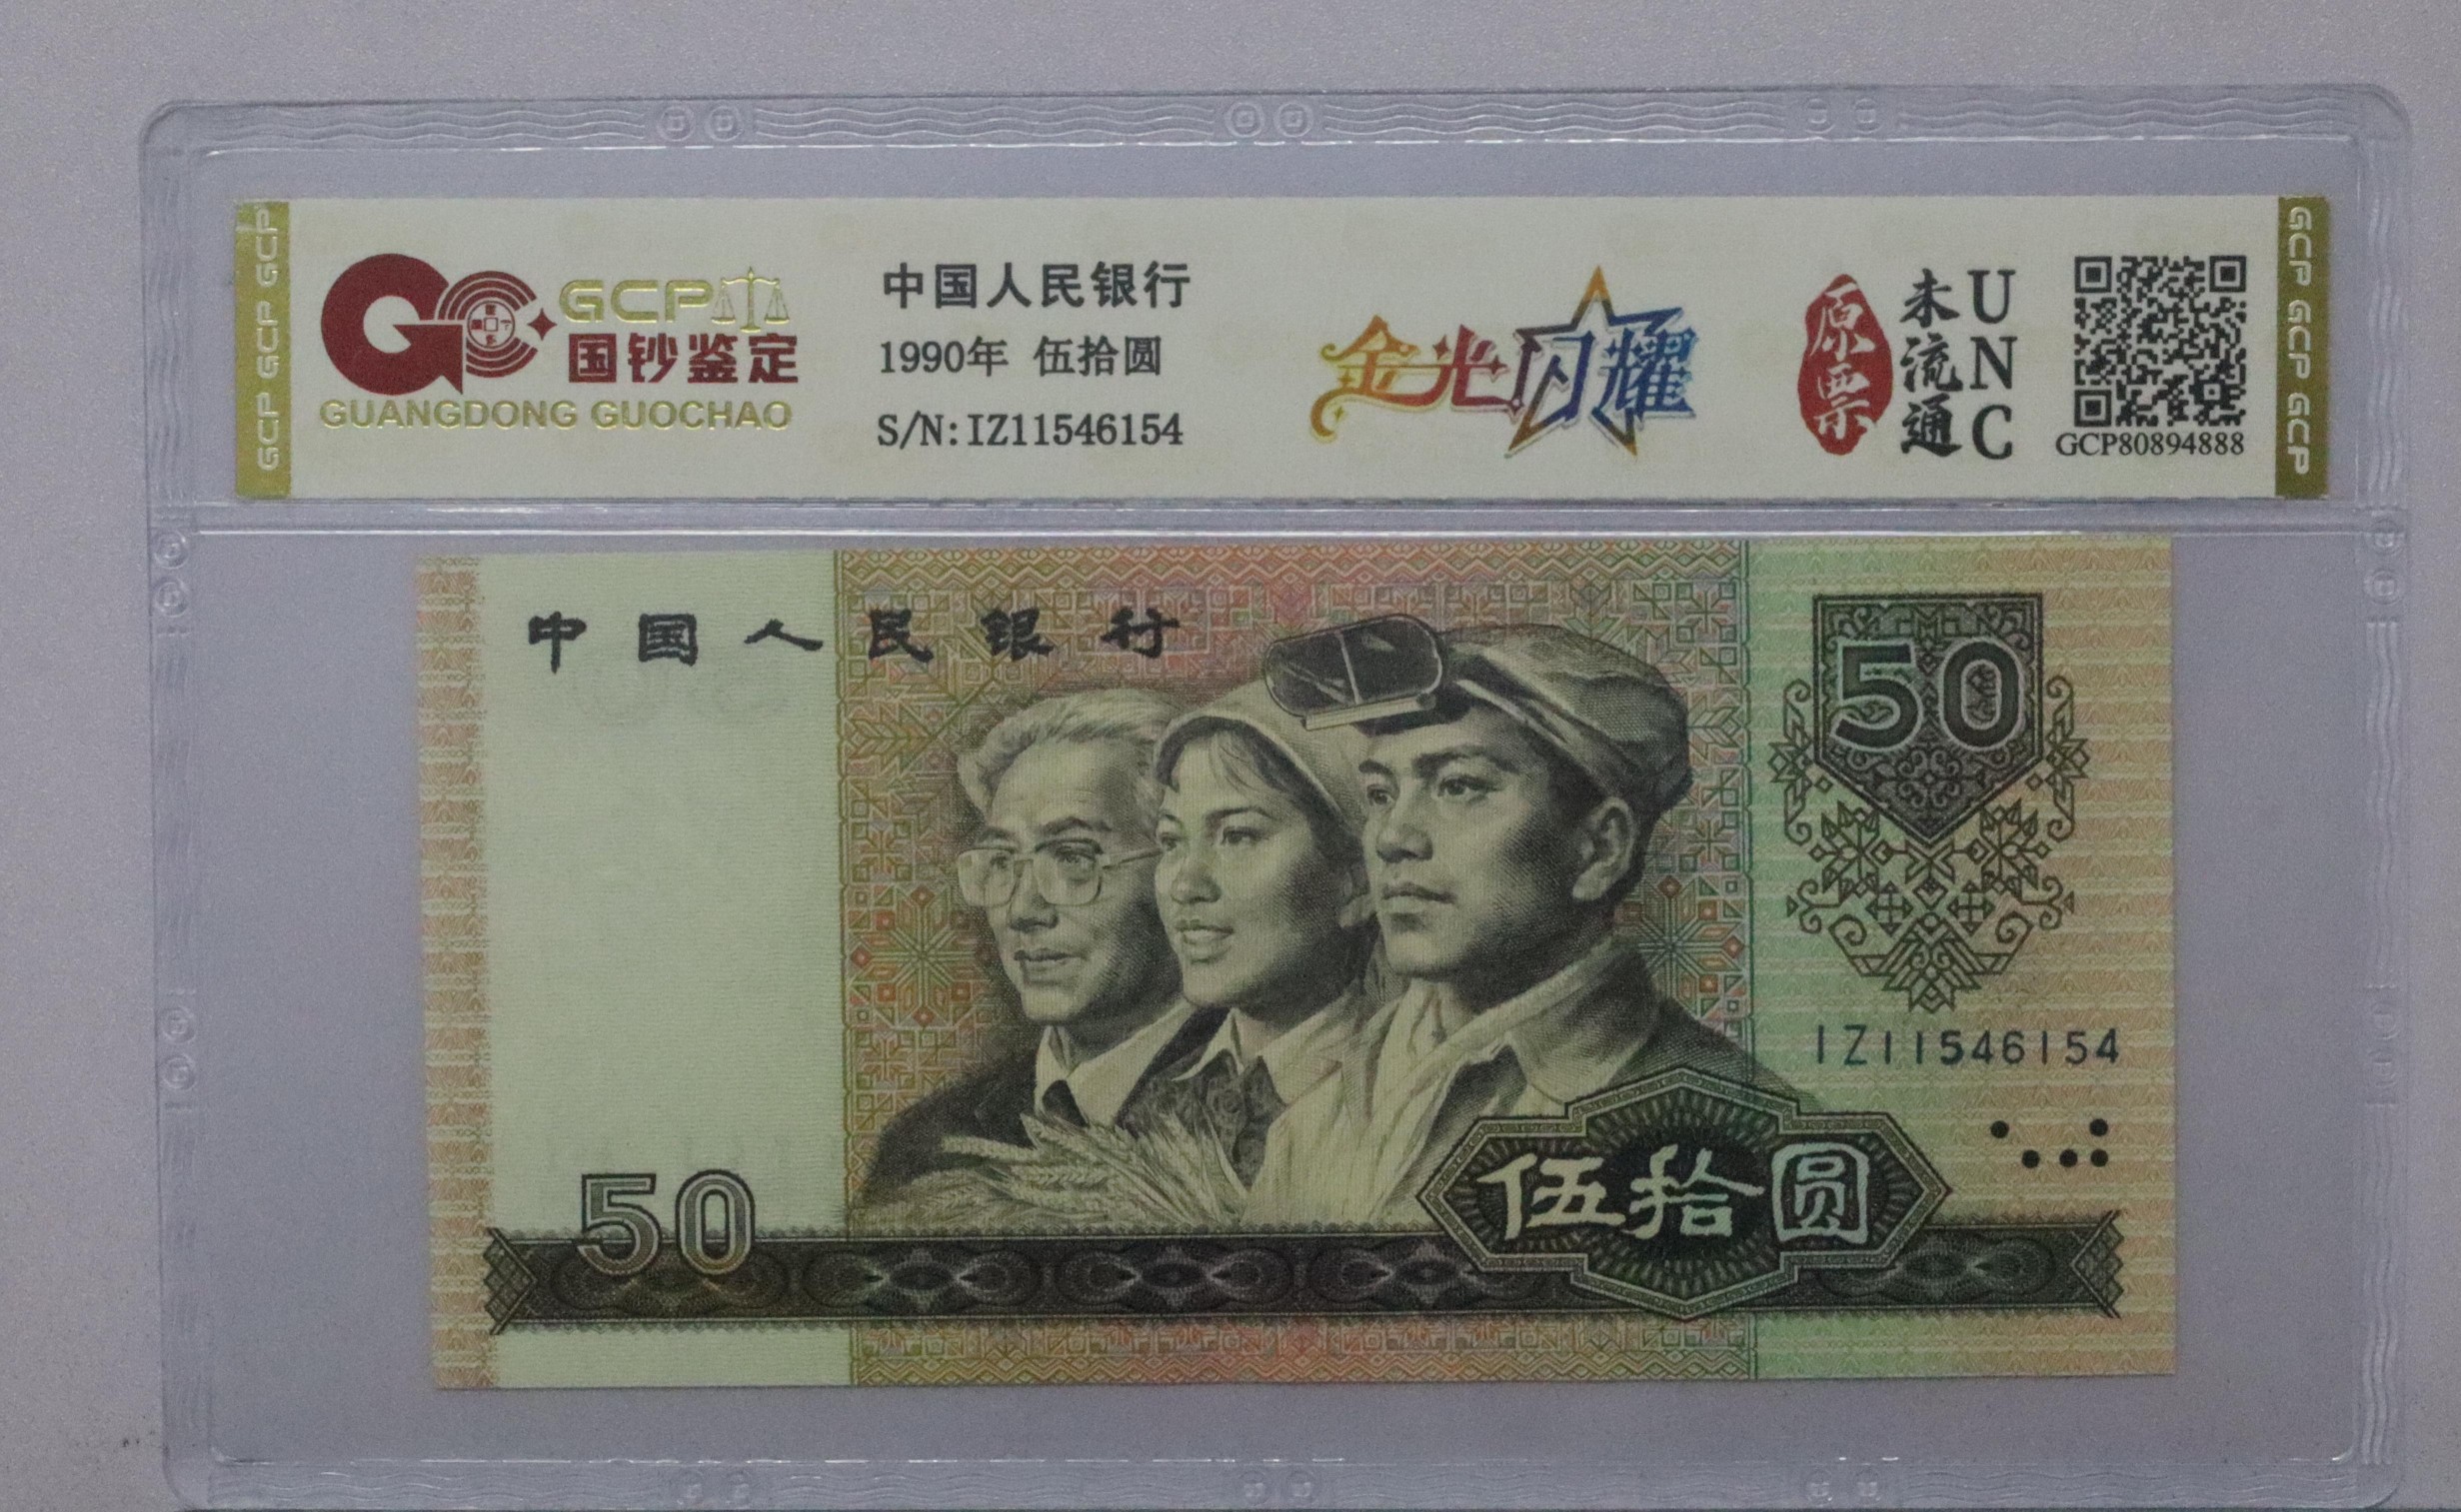 GCP GCP GCP
GCP
国钞鉴定
GUANGDONG GUOCHAO
中国人民银行
1990年 伍拾圆
S/N:IZ11546154
金光闪耀
原票
未流通
UNC
GCP80894888
GCP GCP GCP
中国人民银行
50
IZ11546154
伍拾圆
50